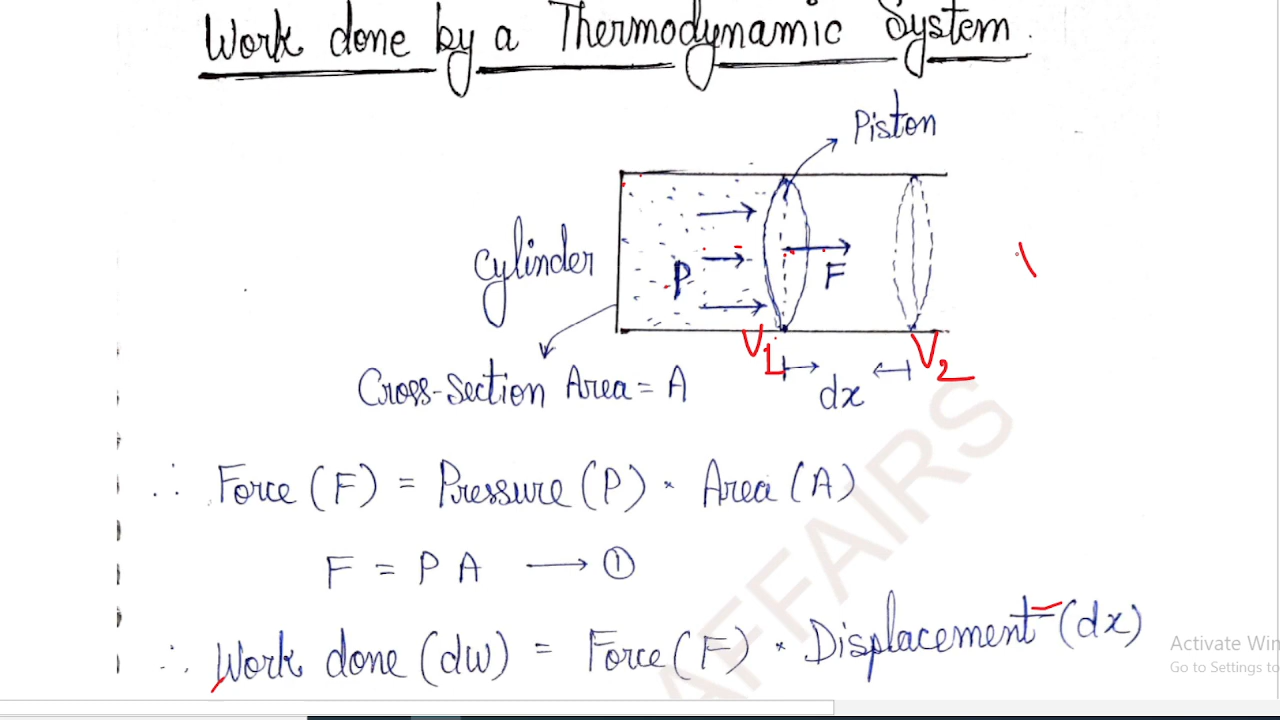 Work done by a Thermodynamic System.
Piston
Cylinder
P
F
V1
V2
dx
Cross-Section Area = A
∴ Force (F) = Pressure (P) × Area (A)
F = P A ⟶ ①
∴ Work done (dw) = Force (F) × Displacement (dx)
AFFAIRS
Activate Win
Go to Settings to